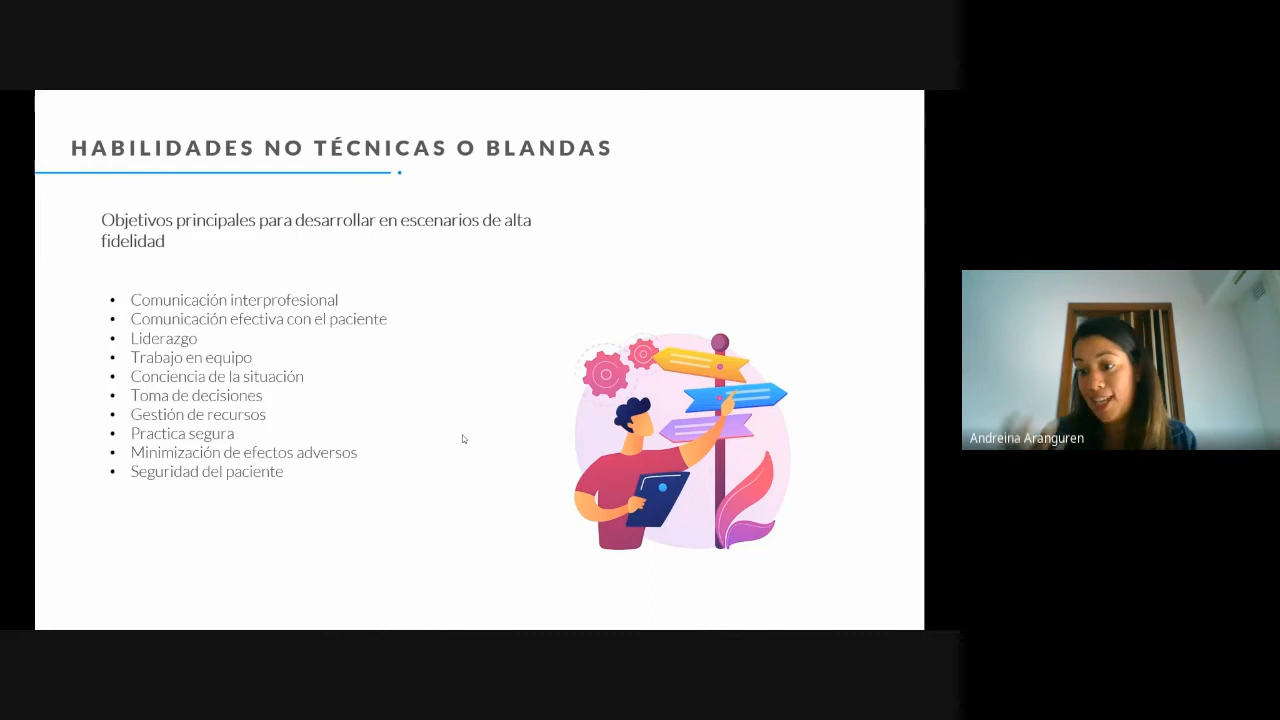 HABILIDADES NO TÉCNICAS O BLANDAS
Objetivos principales para desarrollar en escenarios de alta
fidelidad
• Comunicación interprofesional
• Comunicación efectiva con el paciente
• Liderazgo
• Trabajo en equipo
• Conciencia de la situación
• Toma de decisiones
• Gestión de recursos
• Practica segura
• Minimización de efectos adversos
• Seguridad del paciente
Andreina Aranguren